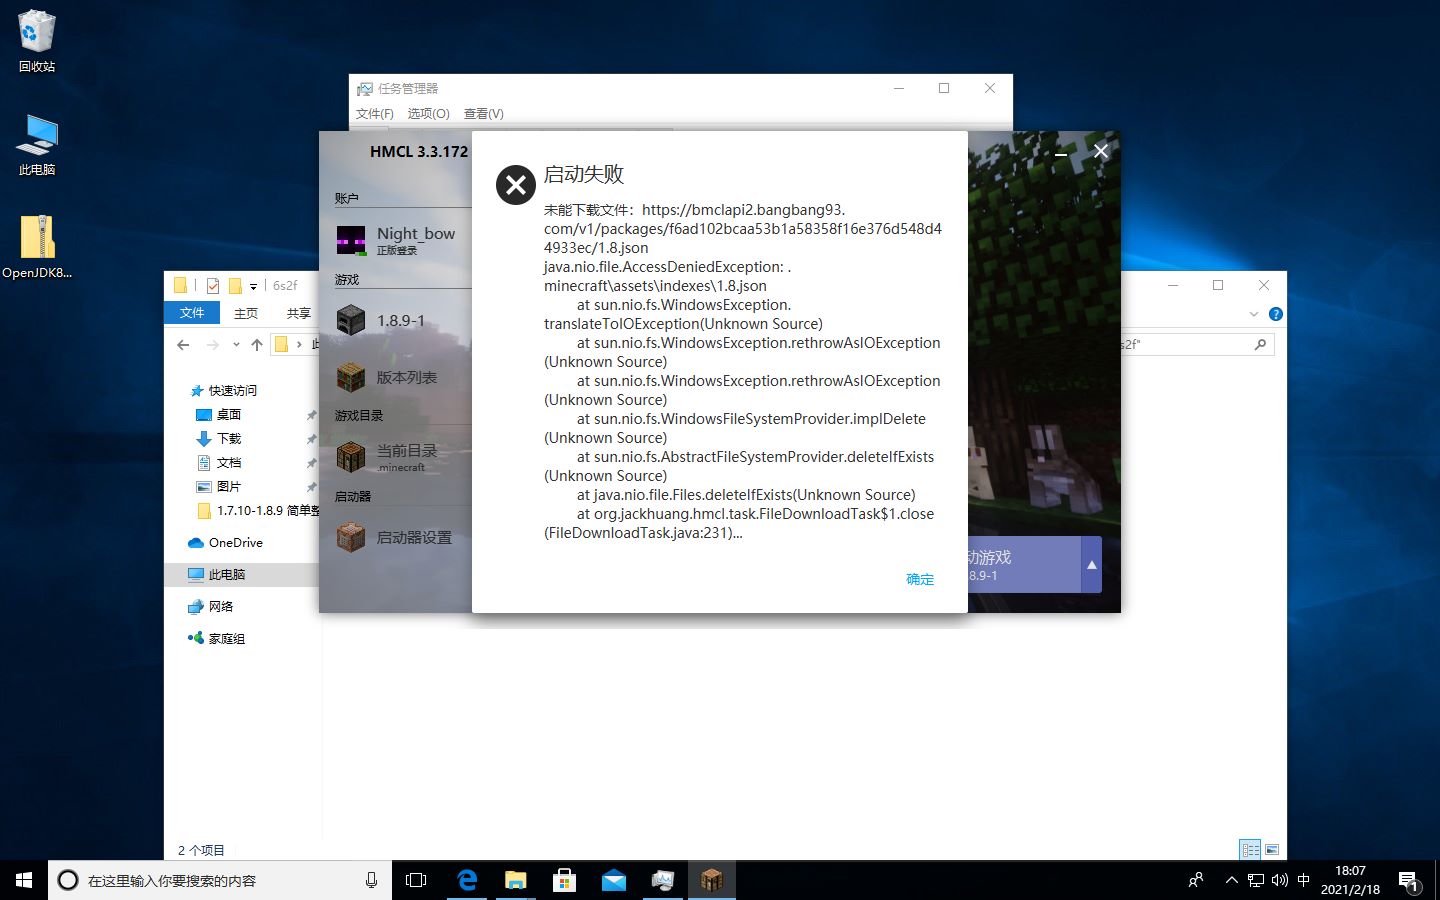 回收站
此电脑
OpenJDK8...
任务管理器
文件(F) 选项(O) 查看(V)
HMCL 3.3.172
账户
Night_bow
正版登录
游戏
1.8.9-1
版本列表
游戏目录
当前目录
.minecraft
启动器
启动器设置
启动失败
未能下载文件：https://bmclapi2.bangbang93.
com/v1/packages/f6ad102bcaa53b1a58358f16e376d548d4
4933ec/1.8.json
java.nio.file.AccessDeniedException: .
minecraft\assets\indexes\1.8.json
at sun.nio.fs.WindowsException.
translateToIOException(Unknown Source)
at sun.nio.fs.WindowsException.rethrowAsIOException
(Unknown Source)
at sun.nio.fs.WindowsException.rethrowAsIOException
(Unknown Source)
at sun.nio.fs.WindowsFileSystemProvider.implDelete
(Unknown Source)
at sun.nio.fs.AbstractFileSystemProvider.deleteIfExists
(Unknown Source)
at java.nio.file.Files.deleteIfExists(Unknown Source)
at org.jackhuang.hmcl.task.FileDownloadTask$1.close
(FileDownloadTask.java:231)...
确定
动游戏
.8.9-1
6s2f
文件 主页 共享
s2f"
快速访问
桌面
下载
文档
图片
1.7.10-1.8.9 简单整
OneDrive
此电脑
网络
家庭组
2 个项目
在这里输入你要搜索的内容
中
18:07
2021/2/18
1